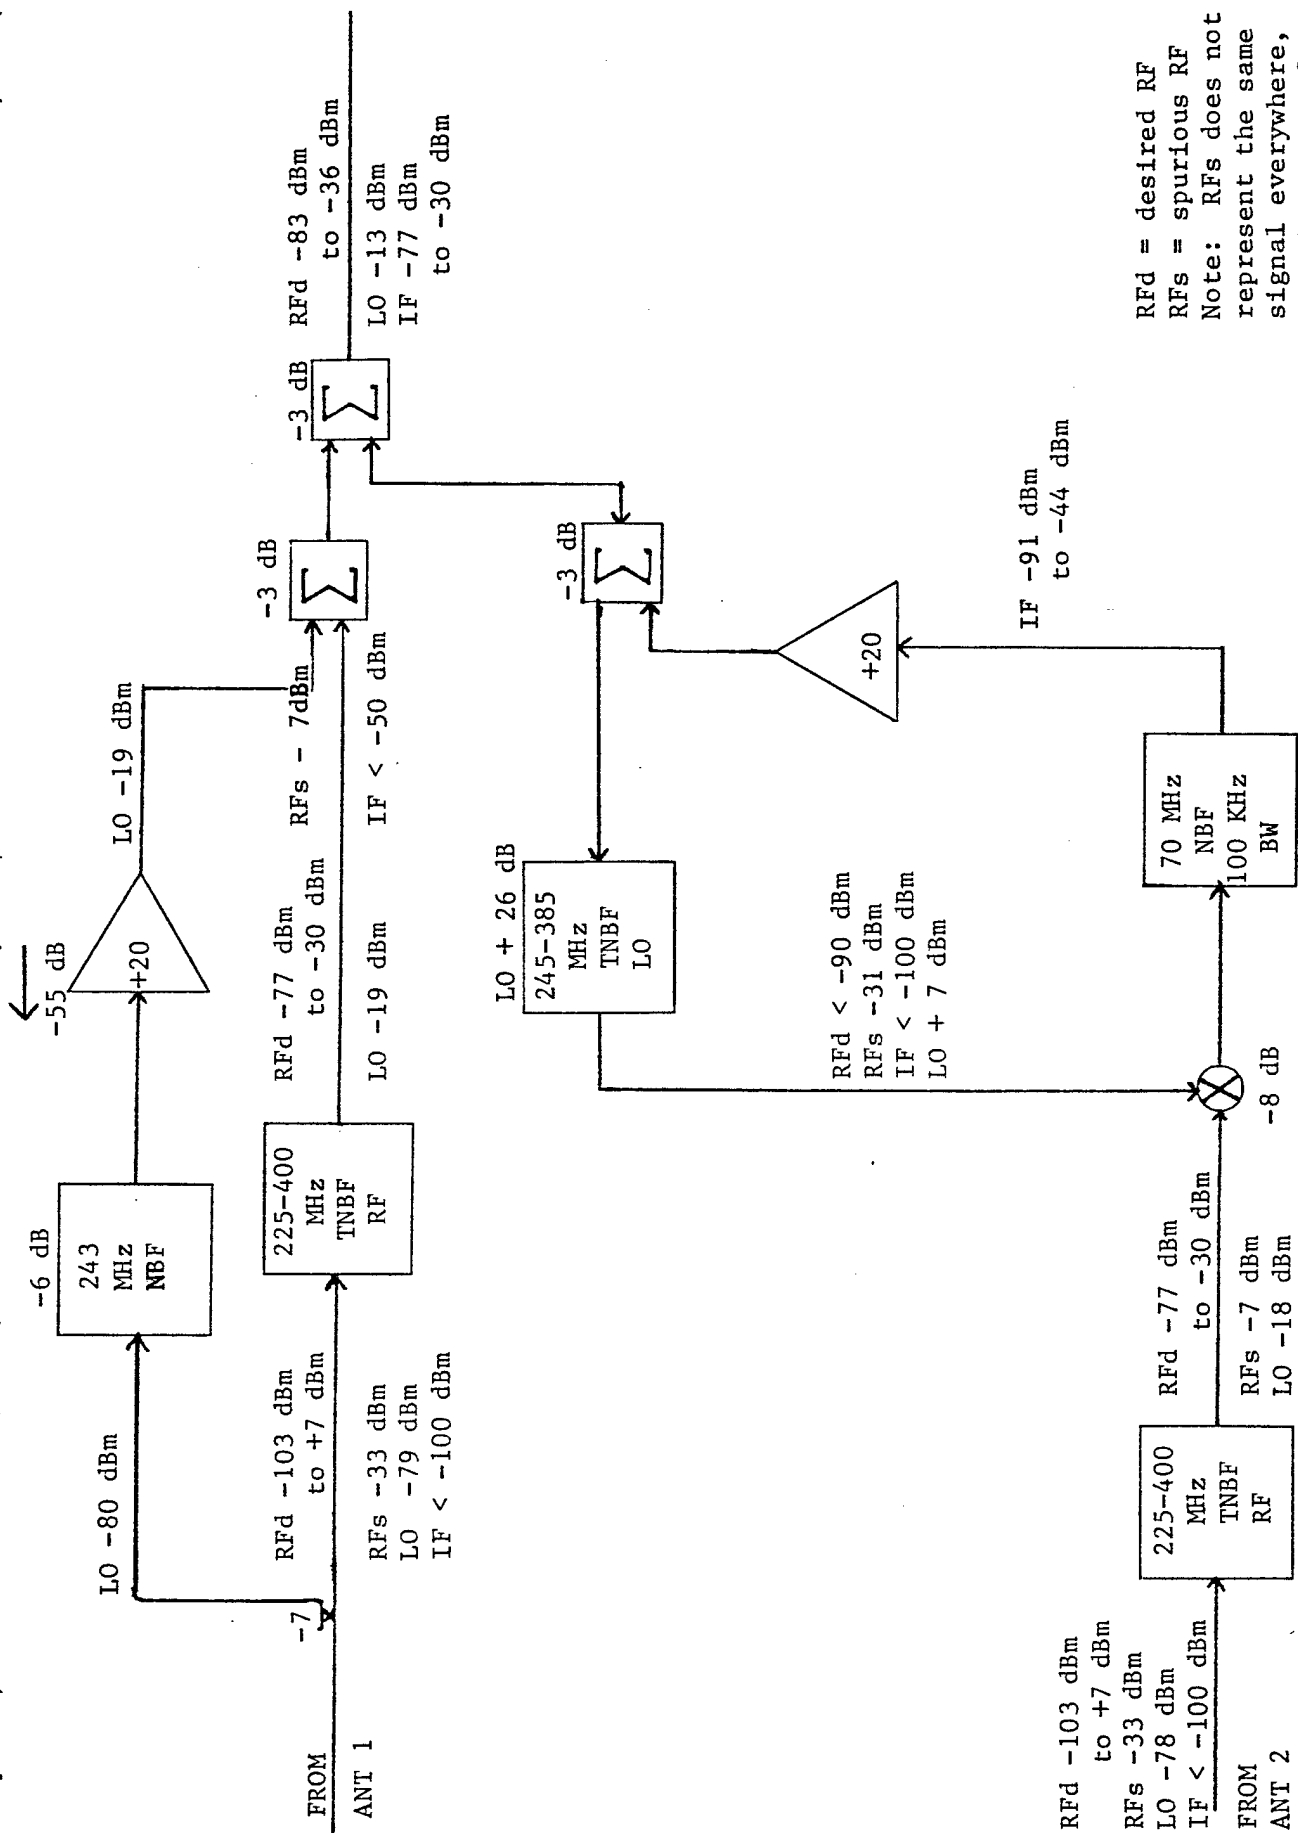 LO -80 dBm
-6 dB
243
MHz
NBF
-55 dB
+20
LO -19 dBm
FROM
ANT 1
-7
RFd -103 dBm
to +7 dBm
RFs -33 dBm
LO -79 dBm
IF < -100 dBm
225-400
MHz
TNBF
RF
RFd -77 dBm
to -30 dBm
LO -19 dBm
RFs - 7dBm
IF < -50 dBm
-3 dB
Σ
-3 dB
Σ
RFd -83 dBm
to -36 dBm
LO -13 dBm
IF -77 dBm
to -30 dBm
LO + 26 dB
245-385
MHz
TNBF
LO
-3 dB
Σ
RFd < -90 dBm
RFs -31 dBm
IF < -100 dBm
LO + 7 dBm
+20
IF -91 dBm
to -44 dBm
RFd -103 dBm
to +7 dBm
RFs -33 dBm
LO -78 dBm
IF < -100 dBm
FROM
ANT 2
225-400
MHz
TNBF
RF
RFd -77 dBm
to -30 dBm
RFs -7 dBm
LO -18 dBm
-8 dB
70 MHz
NBF
100 KHz
BW
RFd = desired RF
RFs = spurious RF
Note: RFs does not
represent the same
signal everywhere,